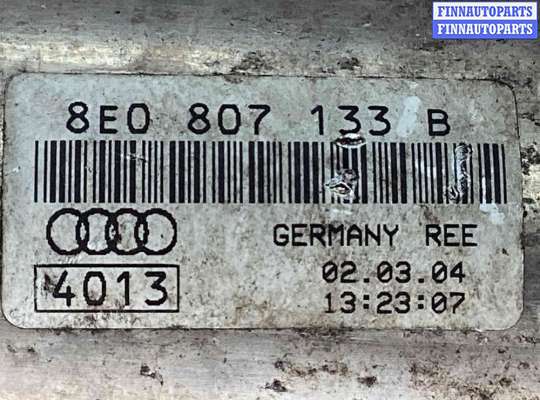 FINNAUTOPARTS
FINNAUTOPARTS
8E0 807 133 B
GERMANY REE
4013
02.03.04
13:23:07